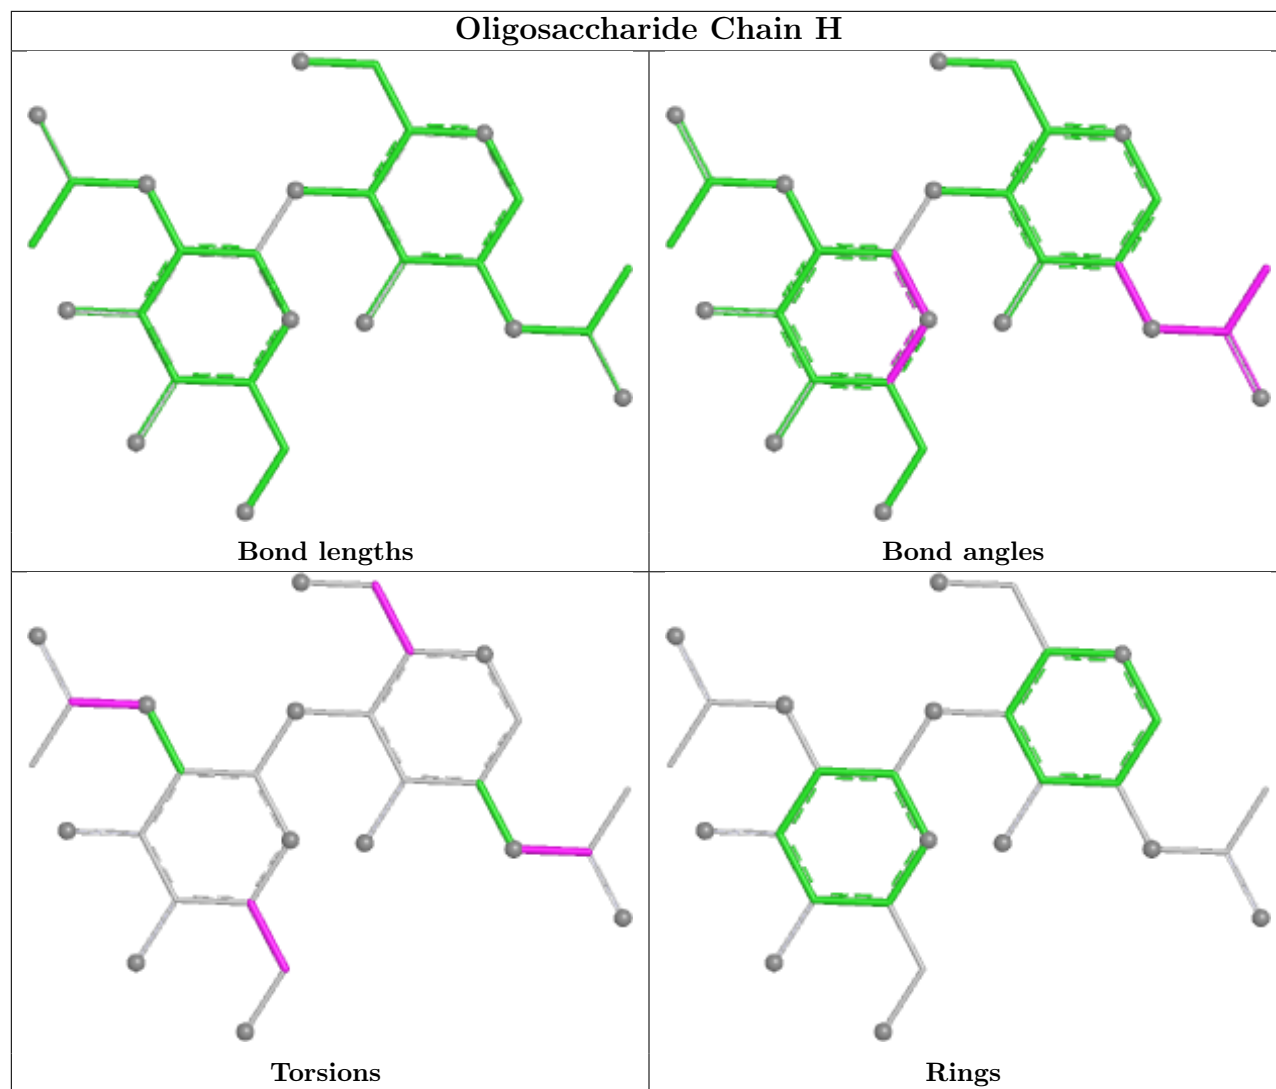 Oligosaccharide Chain H
Bond lengths
Bond angles
Torsions
Rings